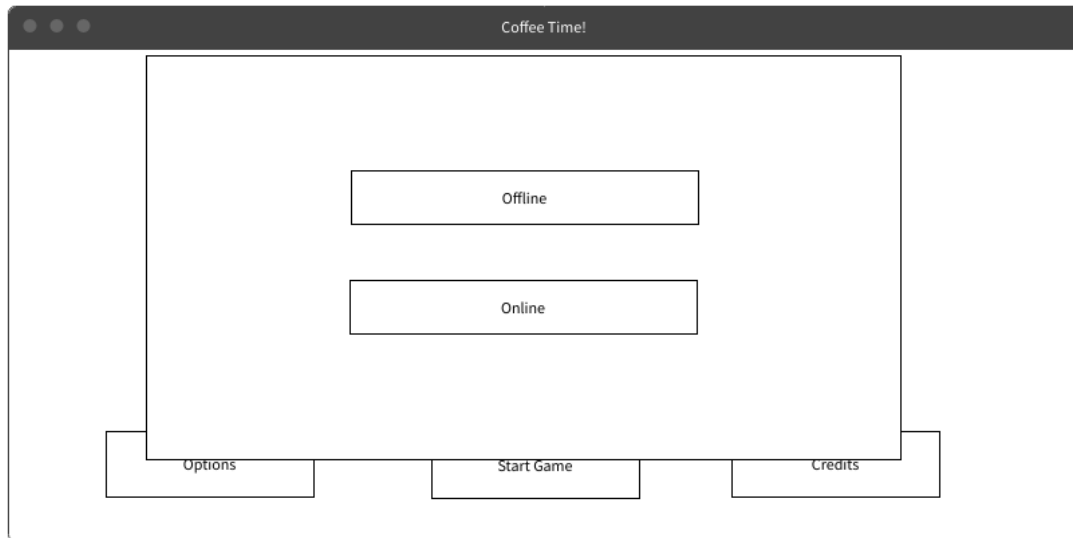 Coffee Time!
Offline
Online
Options
Start Game
Credits